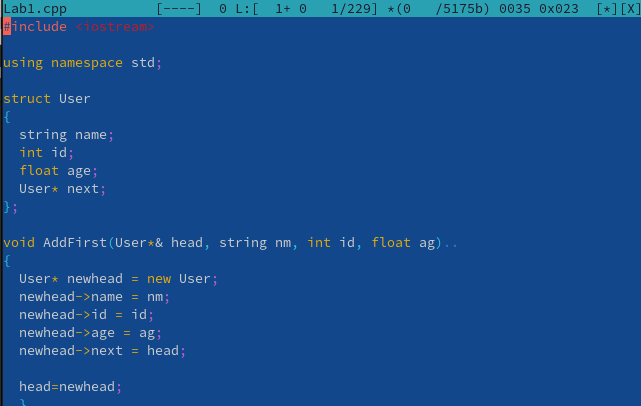 Lab1.cpp [----] 0 L:[ 1+ 0 1/229] *(0 /5175b) 0035 0x023 [*][X]
#include <iostream>
using namespace std;
struct User
{
string name;
int id;
float age;
User* next;
};
void AddFirst(User*& head, string nm, int id, float ag)..
{
User* newhead = new User;
newhead->name = nm;
newhead->id = id;
newhead->age = ag;
newhead->next = head;
head=newhead;
}